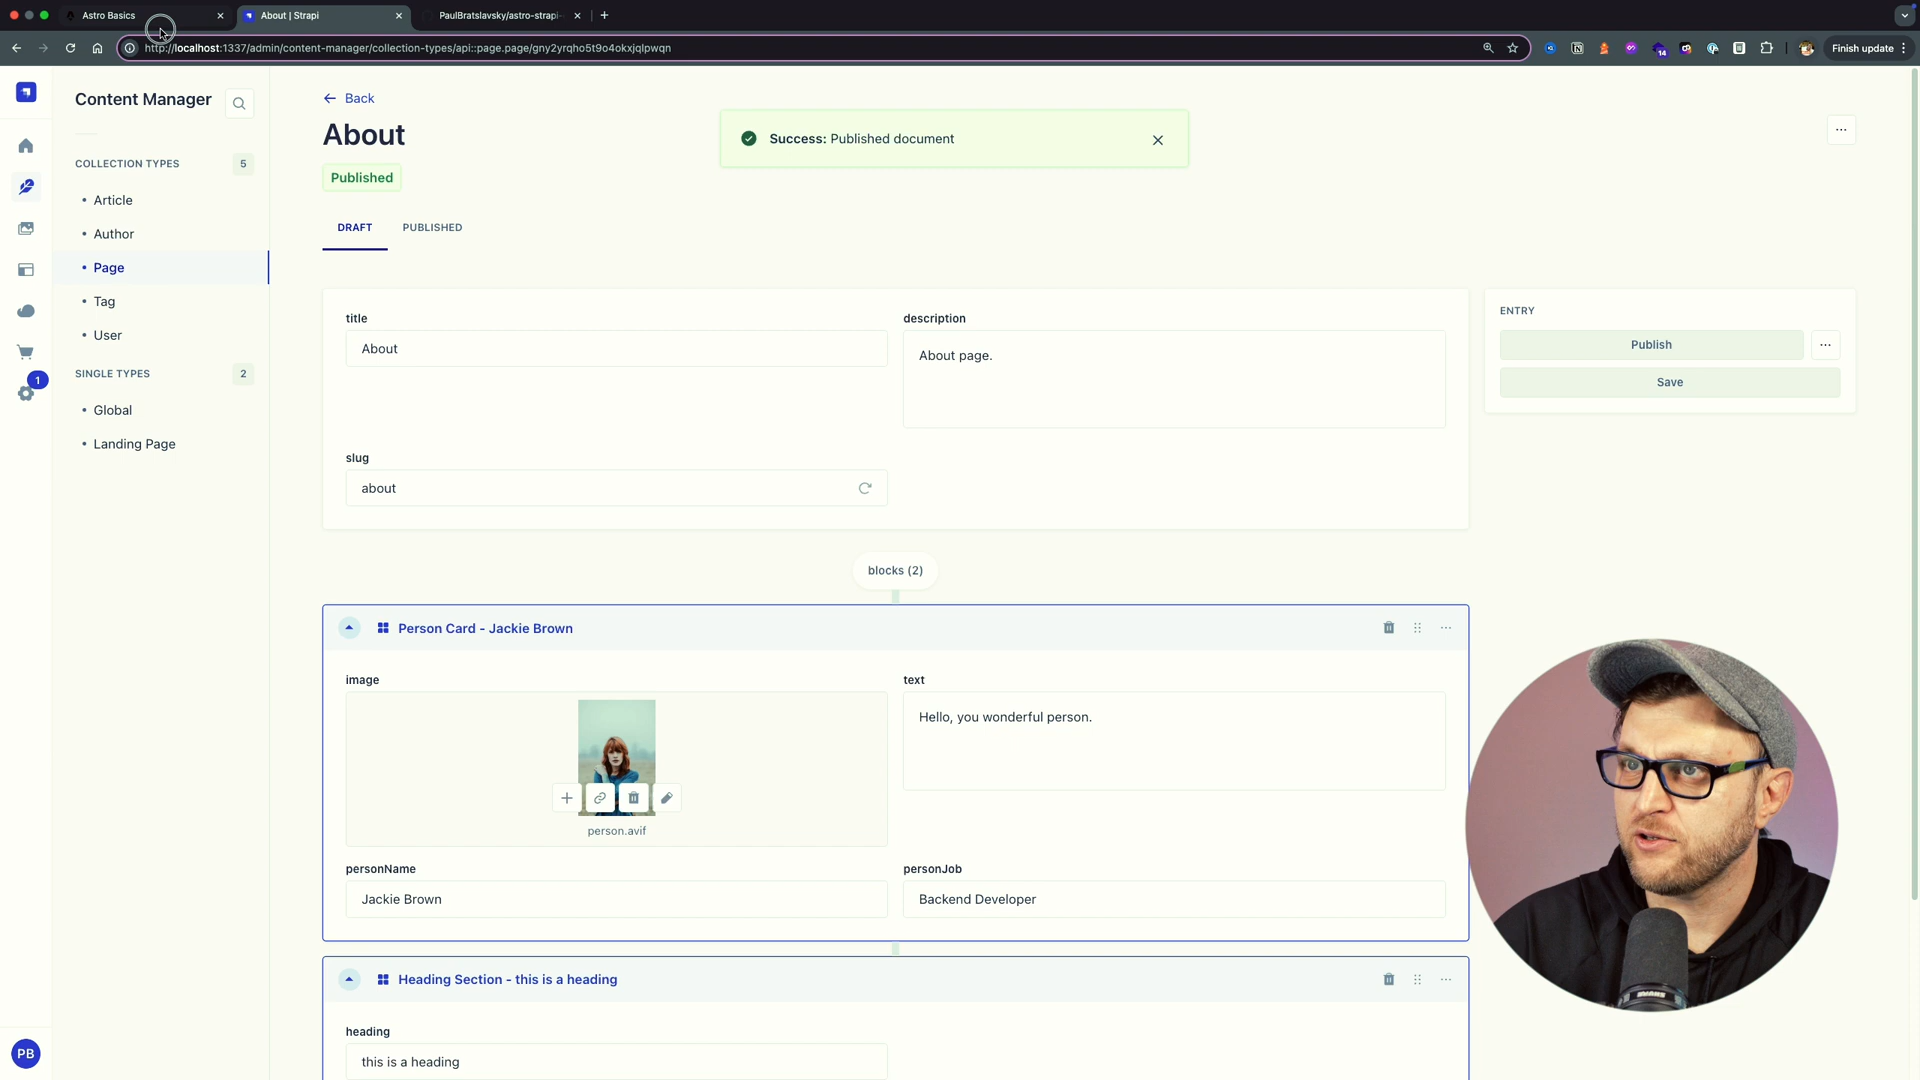 Astro Basics
About | Strapi
PaulBratslavsky/astro-strapi-
http://localhost:1337/admin/content-manager/collection-types/api::page.page/gny2yrqho5t9o4okxjqlpwqn
14
Finish update
Content Manager
COLLECTION TYPES 5
Article
Author
Page
Tag
User
SINGLE TYPES 2
Global
Landing Page
1
PB
Back
About
Published
Success: Published document
DRAFT
PUBLISHED
title
About
description
About page.
slug
about
ENTRY
Publish
Save
blocks (2)
Person Card - Jackie Brown
image
person.avif
text
Hello, you wonderful person.
personName
Jackie Brown
personJob
Backend Developer
Heading Section - this is a heading
heading
this is a heading